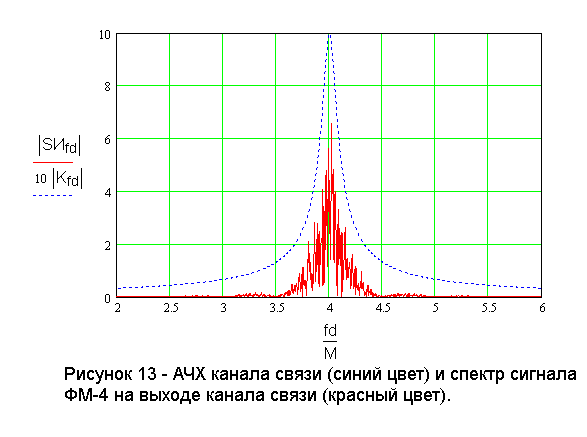 10
8
6
4
2
0
|SИfd|
10 |Kfd|
2 2.5 3 3.5 4 4.5 5 5.5 6
fd
M
Рисунок 13 - АЧХ канала связи (синий цвет) и спектр сигнала
ФМ-4 на выходе канала связи (красный цвет).